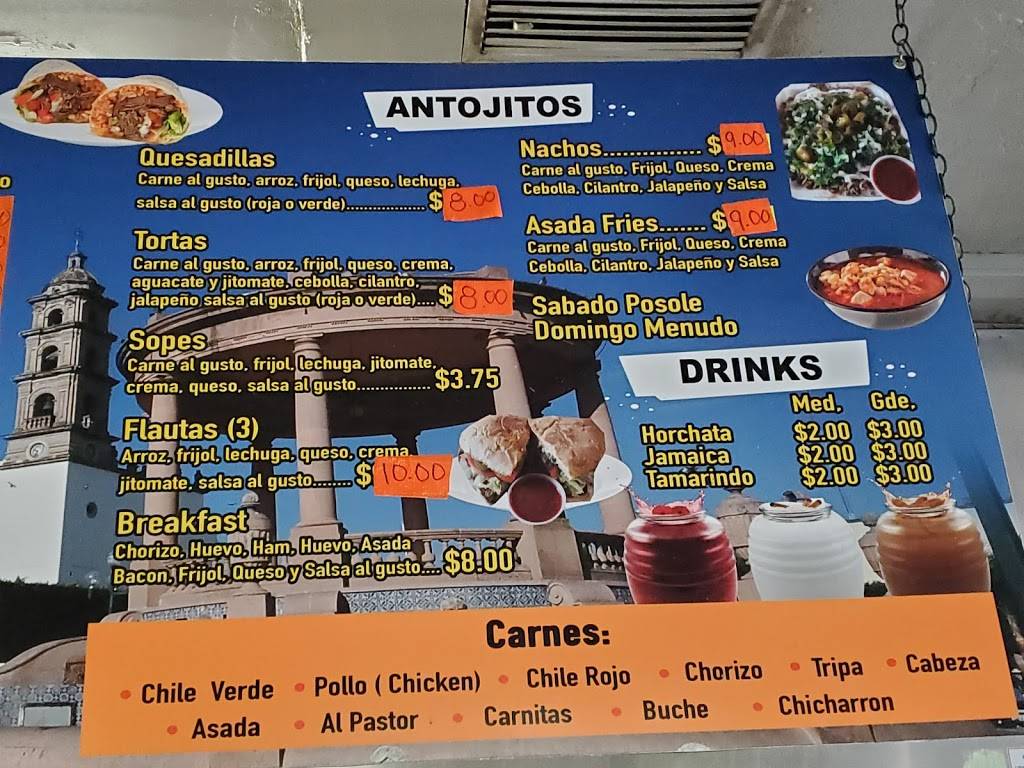 ANTOJITOS
Quesadillas
Carne al gusto, arroz, frijol, queso, lechuga,
salsa al gusto (roja o verde)................. $8.00
Tortas
Carne al gusto, arroz, frijol, queso, crema,
aguacate y jitomate, cebolla, cilantro,
jalapeño salsa al gusto (roja o verde).... $8.00
Sopes
Carne al gusto, frijol, lechuga, jitomate,
crema, queso, salsa al gusto................ $3.75
Flautas (3)
Arroz, frijol, lechuga, queso, crema
jitomate, salsa al gusto........ $10.00
Breakfast
Chorizo, Huevo, Ham, Huevo, Asada
Bacon, Frijol, Queso y Salsa al gusto.... $8.00
Nachos............... $9.00
Carne al gusto, Frijol, Queso, Crema
Cebolla, Cilantro, Jalapeño y Salsa
Asada Fries....... $9.00
Carne al gusto, Frijol, Queso, Crema
Cebolla, Cilantro, Jalapeño y Salsa
Sabado Posole
Domingo Menudo
DRINKS
Med, Gde,
Horchata $2.00 $3.00
Jamaica $2.00 $3.00
Tamarindo $2.00 $3.00
Carnes:
• Chile Verde • Pollo ( Chicken) • Chile Rojo • Chorizo • Tripa • Cabeza
• Asada • Al Pastor • Carnitas • Buche • Chicharron